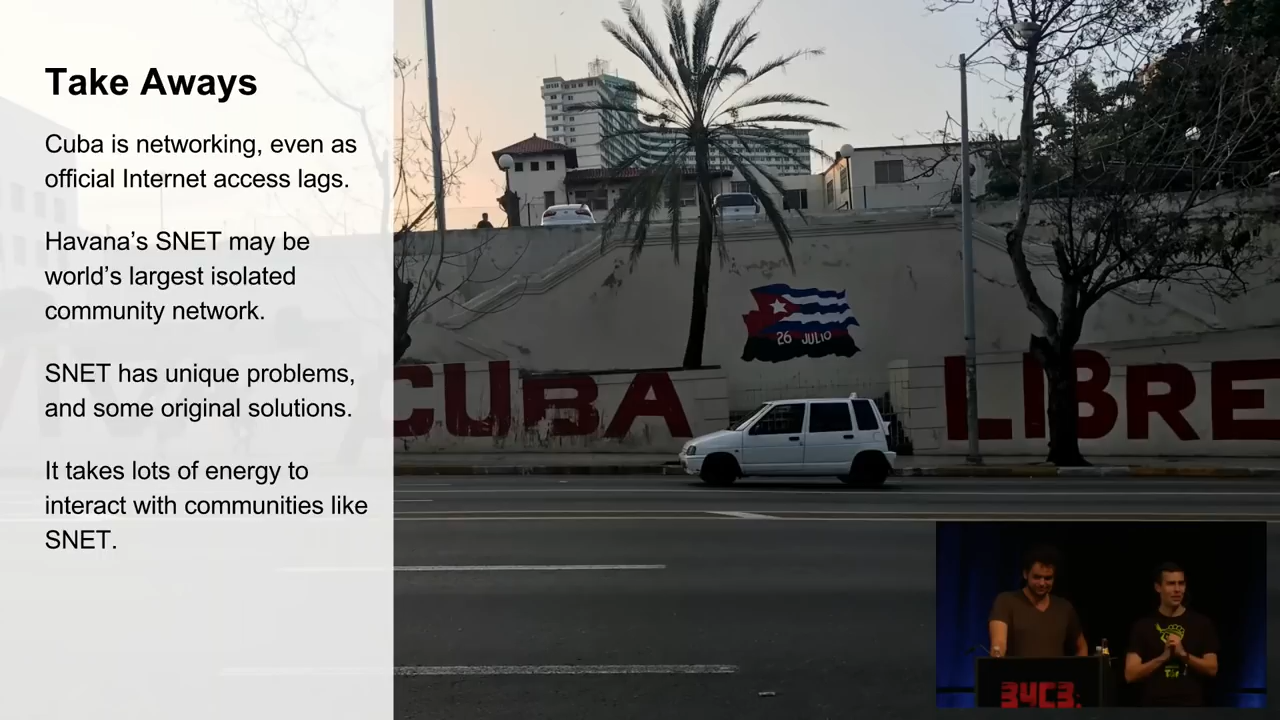 Take Aways
Cuba is networking, even as
official Internet access lags.
Havana’s SNET may be
world’s largest isolated
community network.
SNET has unique problems,
and some original solutions.
It takes lots of energy to
interact with communities like
SNET.
26 JULIO
CUBA LIBRE
34C3
Tor